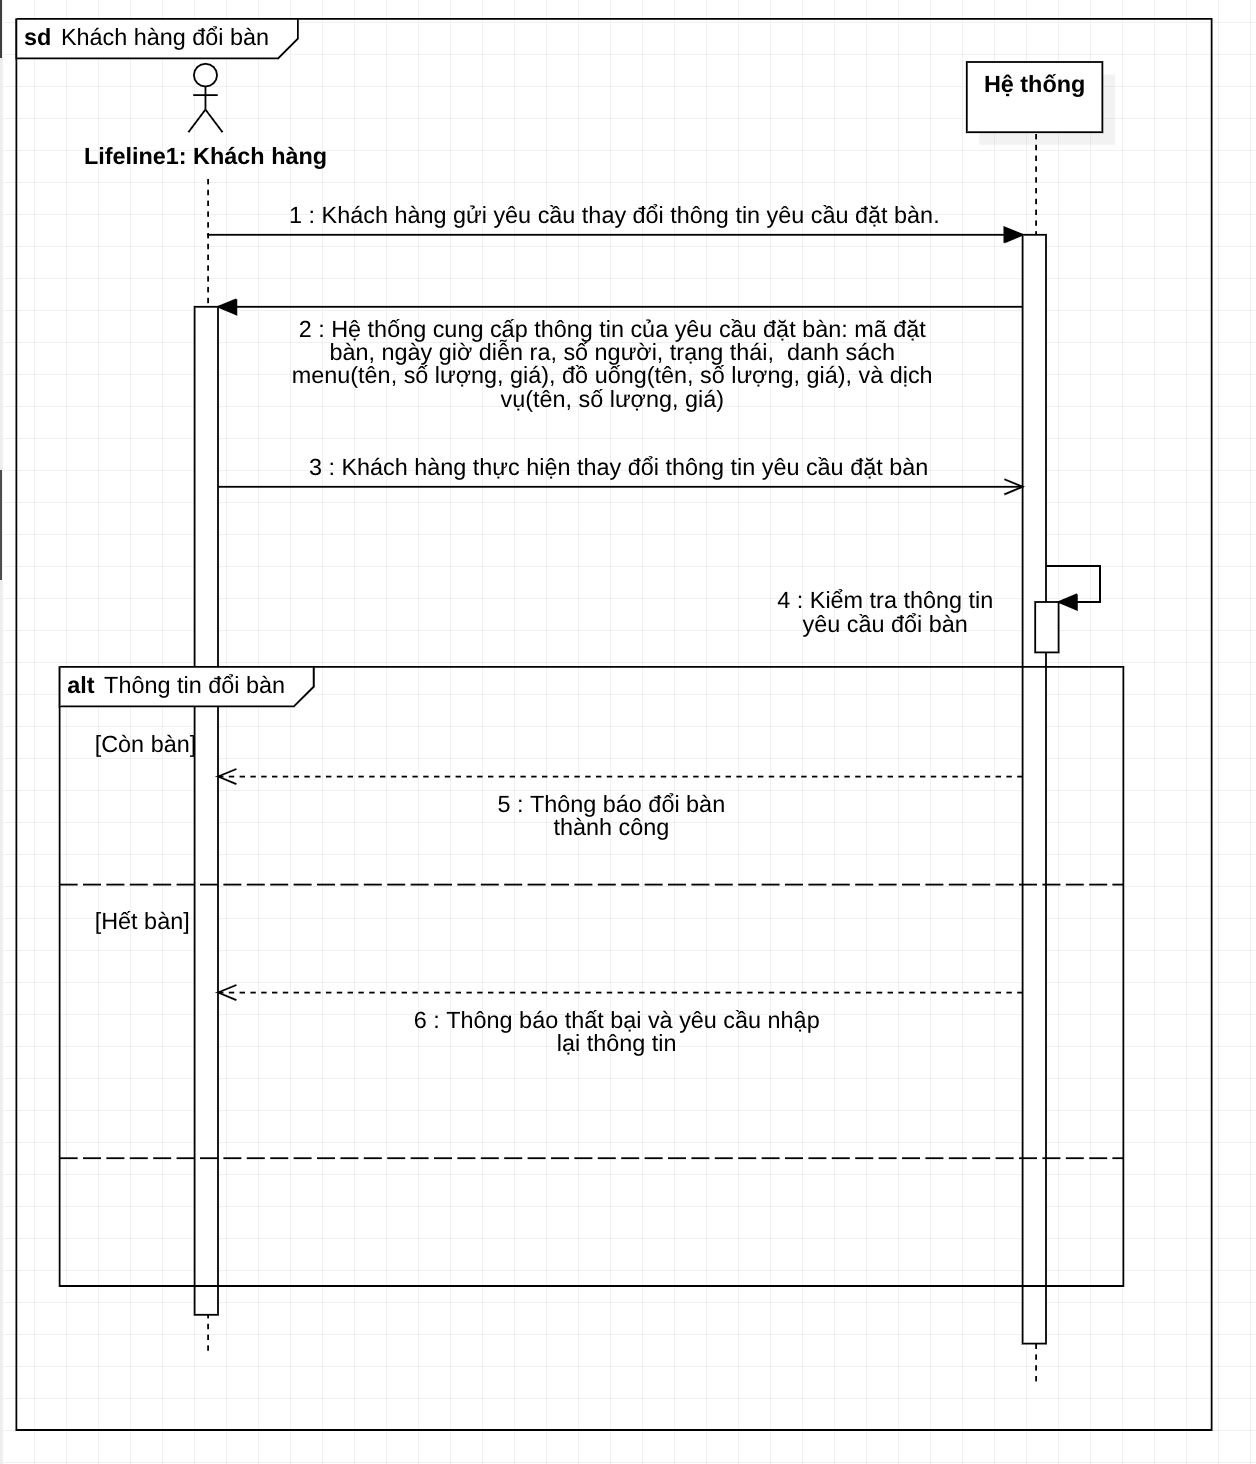 sd Khách hàng đổi bàn
Hệ thống
Lifeline1: Khách hàng
1 : Khách hàng gửi yêu cầu thay đổi thông tin yêu cầu đặt bàn.
2 : Hệ thống cung cấp thông tin của yêu cầu đặt bàn: mã đặt
bàn, ngày giờ diễn ra, số người, trạng thái, danh sách
menu(tên, số lượng, giá), đồ uống(tên, số lượng, giá), và dịch
vụ(tên, số lượng, giá)
3 : Khách hàng thực hiện thay đổi thông tin yêu cầu đặt bàn
4 : Kiểm tra thông tin
yêu cầu đổi bàn
alt Thông tin đổi bàn
[Còn bàn]
5 : Thông báo đổi bàn
thành công
[Hết bàn]
6 : Thông báo thất bại và yêu cầu nhập
lại thông tin